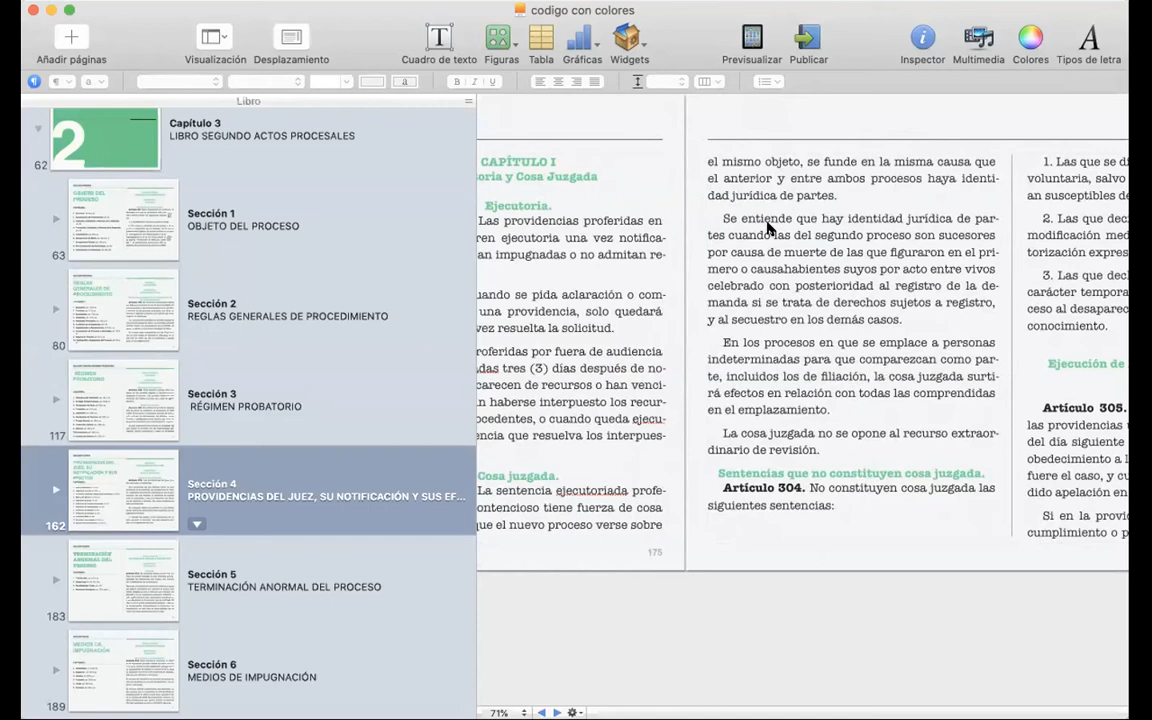 codigo con colores
Añadir páginas
Visualización
Desplazamiento
Cuadro de texto
Figuras
Tabla
Gráficas
Widgets
Previsualizar
Publicar
Inspector
Multimedia
Colores
Tipos de letra
B I U
Libro
2
62
Capítulo 3
LIBRO SEGUNDO ACTOS PROCESALES
Sección 1
OBJETO DEL PROCESO
63
Sección 2
REGLAS GENERALES DE PROCEDIMIENTO
80
Sección 3
RÉGIMEN PROBATORIO
117
Sección 4
PROVIDENCIAS DEL JUEZ, SU NOTIFICACIÓN Y SUS EF...
162
Sección 5
TERMINACIÓN ANORMAL DEL PROCESO
183
Sección 6
MEDIOS DE IMPUGNACIÓN
189
CAPÍTULO I
oria y Cosa Juzgada
Ejecutoria.
Las providencias proferidas en
ren ejecutoria una vez notifica-
an impugnadas o no admitan re-
uando se pida aclaración o com-
una providencia, solo quedará
vez resuelta la solicitud.
roferidas por fuera de audiencia
das tres (3) días después de no-
arecen de recursos o han venci-
n haberse interpuesto los recur-
ocedentes, o cuando queda ejecu-
encia que resuelva los interpues-
Cosa juzgada.
La sentencia ejecutoriada profe-
ontencioso tiene fuerza de cosa
que el nuevo proceso verse sobre
175
el mismo objeto, se funde en la misma causa que
el anterior y entre ambos procesos haya identi-
dad jurídica de partes.
Se entiende que hay identidad jurídica de par-
tes cuando las del segundo proceso son sucesores
por causa de muerte de las que figuraron en el pri-
mero o causahabientes suyos por acto entre vivos
celebrado con posterioridad al registro de la de-
manda si se trata de derechos sujetos a registro,
y al secuestro en los demás casos.
En los procesos en que se emplace a personas
indeterminadas para que comparezcan como par-
te, incluidos los de filiación, la cosa juzgada surti-
rá efectos en relación con todas las comprendidas
en el emplazamiento.
La cosa juzgada no se opone al recurso extraor-
dinario de revisión.
Sentencias que no constituyen cosa juzgada.
Artículo 304. No constituyen cosa juzgada las
siguientes sentencias:
1. Las que se di
voluntaria, salvo
an susceptibles de
2. Las que deci
modificación med
torización expres
3. Las que decl
carácter tempora
ceso al desaparec
conocimiento.
Ejecución de
Artículo 305.
las providencias u
del día siguiente
fuere el caso, y cu
dido apelación en
Si en la provid
cumplimiento o p
71%